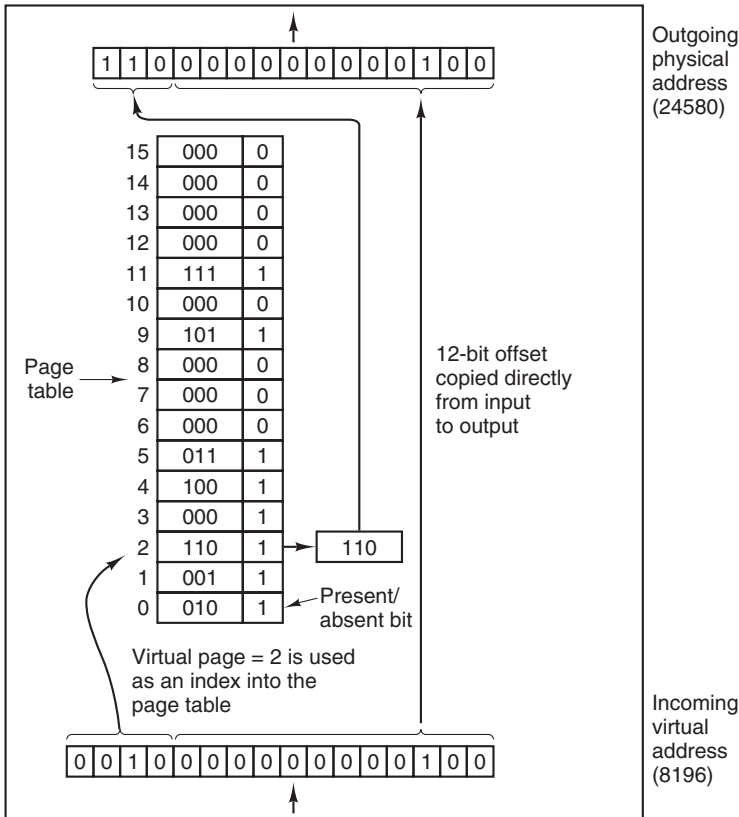 Outgoing
physical
address
(24580)
1 1 0 0 0 0 0 0 0 0 0 0 1 0 0
15 000 0
14 000 0
13 000 0
12 000 0
11 111 1
10 000 0
9 101 1
8 000 0
7 000 0
6 000 0
5 011 1
4 100 1
3 000 1
2 110 1 110
1 001 1
0 010 1
Page
table
12-bit offset
copied directly
from input
to output
Present/
absent bit
Virtual page = 2 is used
as an index into the
page table
0 0 1 0 0 0 0 0 0 0 0 0 0 1 0 0
Incoming
virtual
address
(8196)